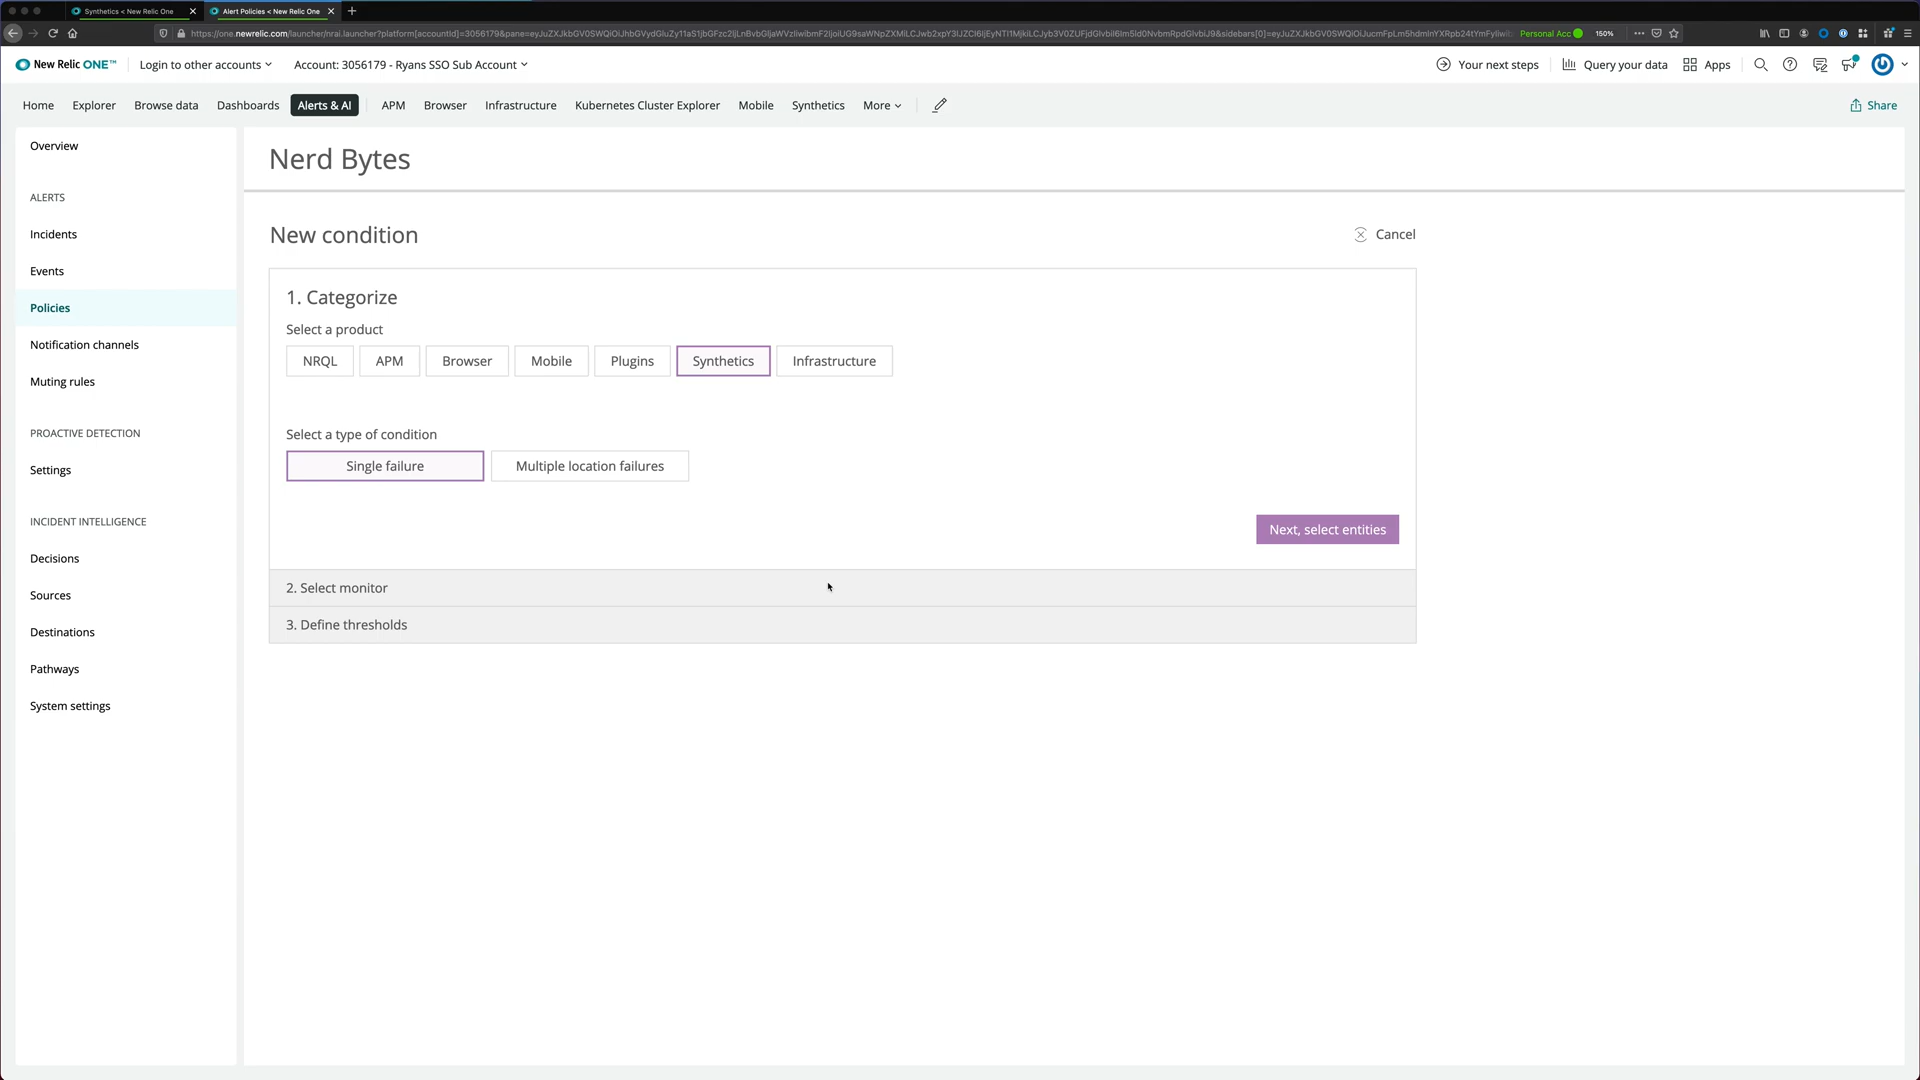 Synthetics < New Relic One
Alert Policies < New Relic One
Personal Acc
150%
New Relic ONE™
Login to other accounts
Account: 3056179 - Ryans SSO Sub Account
Your next steps
Query your data
Apps
Home
Explorer
Browse data
Dashboards
Alerts & AI
APM
Browser
Infrastructure
Kubernetes Cluster Explorer
Mobile
Synthetics
More
Share
Overview
ALERTS
Incidents
Events
Policies
Notification channels
Muting rules
PROACTIVE DETECTION
Settings
INCIDENT INTELLIGENCE
Decisions
Sources
Destinations
Pathways
System settings
Nerd Bytes
New condition
Cancel
1. Categorize
Select a product
NRQL
APM
Browser
Mobile
Plugins
Synthetics
Infrastructure
Select a type of condition
Single failure
Multiple location failures
Next, select entities
2. Select monitor
3. Define thresholds